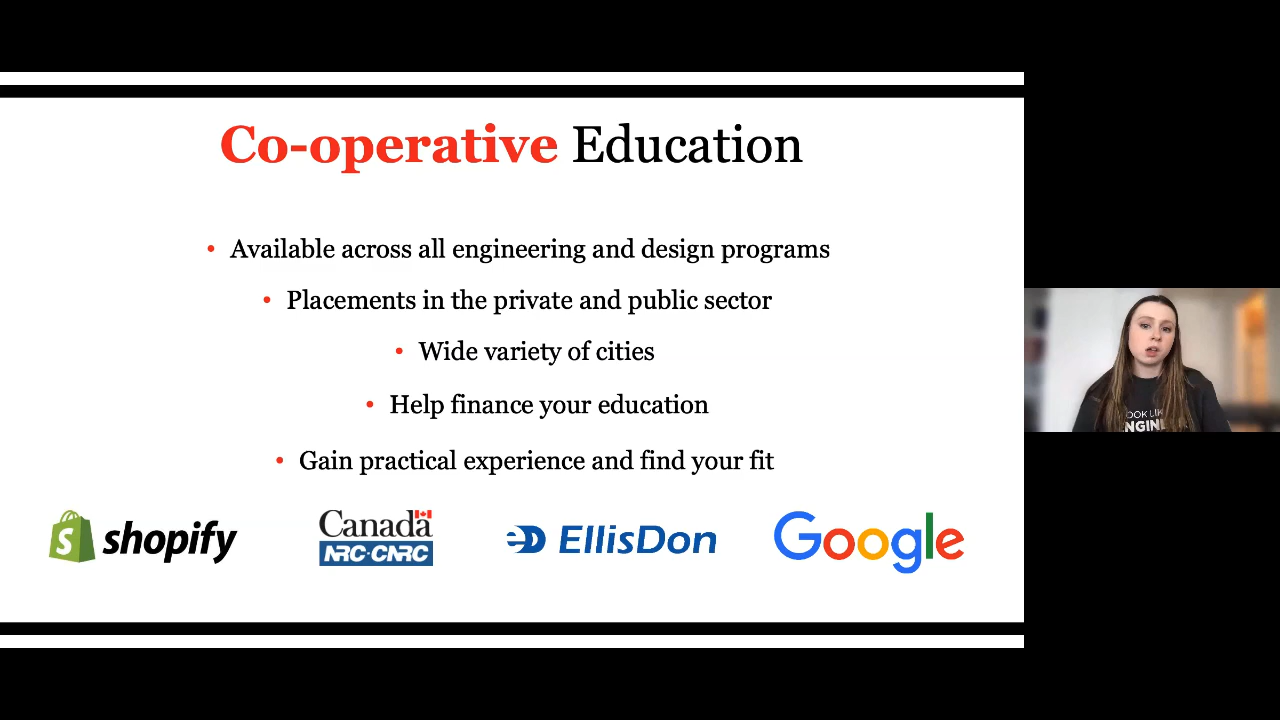 Co-operative Education
• Available across all engineering and design programs
• Placements in the private and public sector
• Wide variety of cities
• Help finance your education
• Gain practical experience and find your fit
shopify
Canada
NRC·CNRC
EllisDon
Google